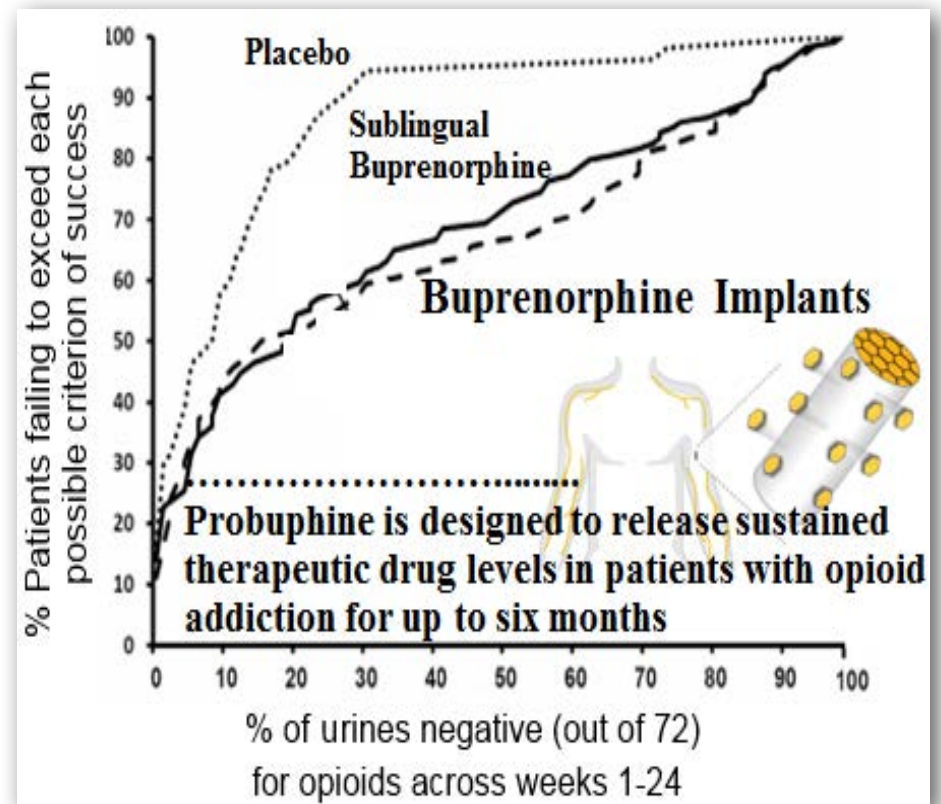 % Patients failing to exceed each
possible criterion of success
100
90
80
70
60
50
40
30
20
10
0
Placebo
Sublingual
Buprenorphine
Buprenorphine Implants
Probuphine is designed to release sustained
therapeutic drug levels in patients with opioid
addiction for up to six months
0 10 20 30 40 50 60 70 80 90 100
% of urines negative (out of 72)
for opioids across weeks 1-24